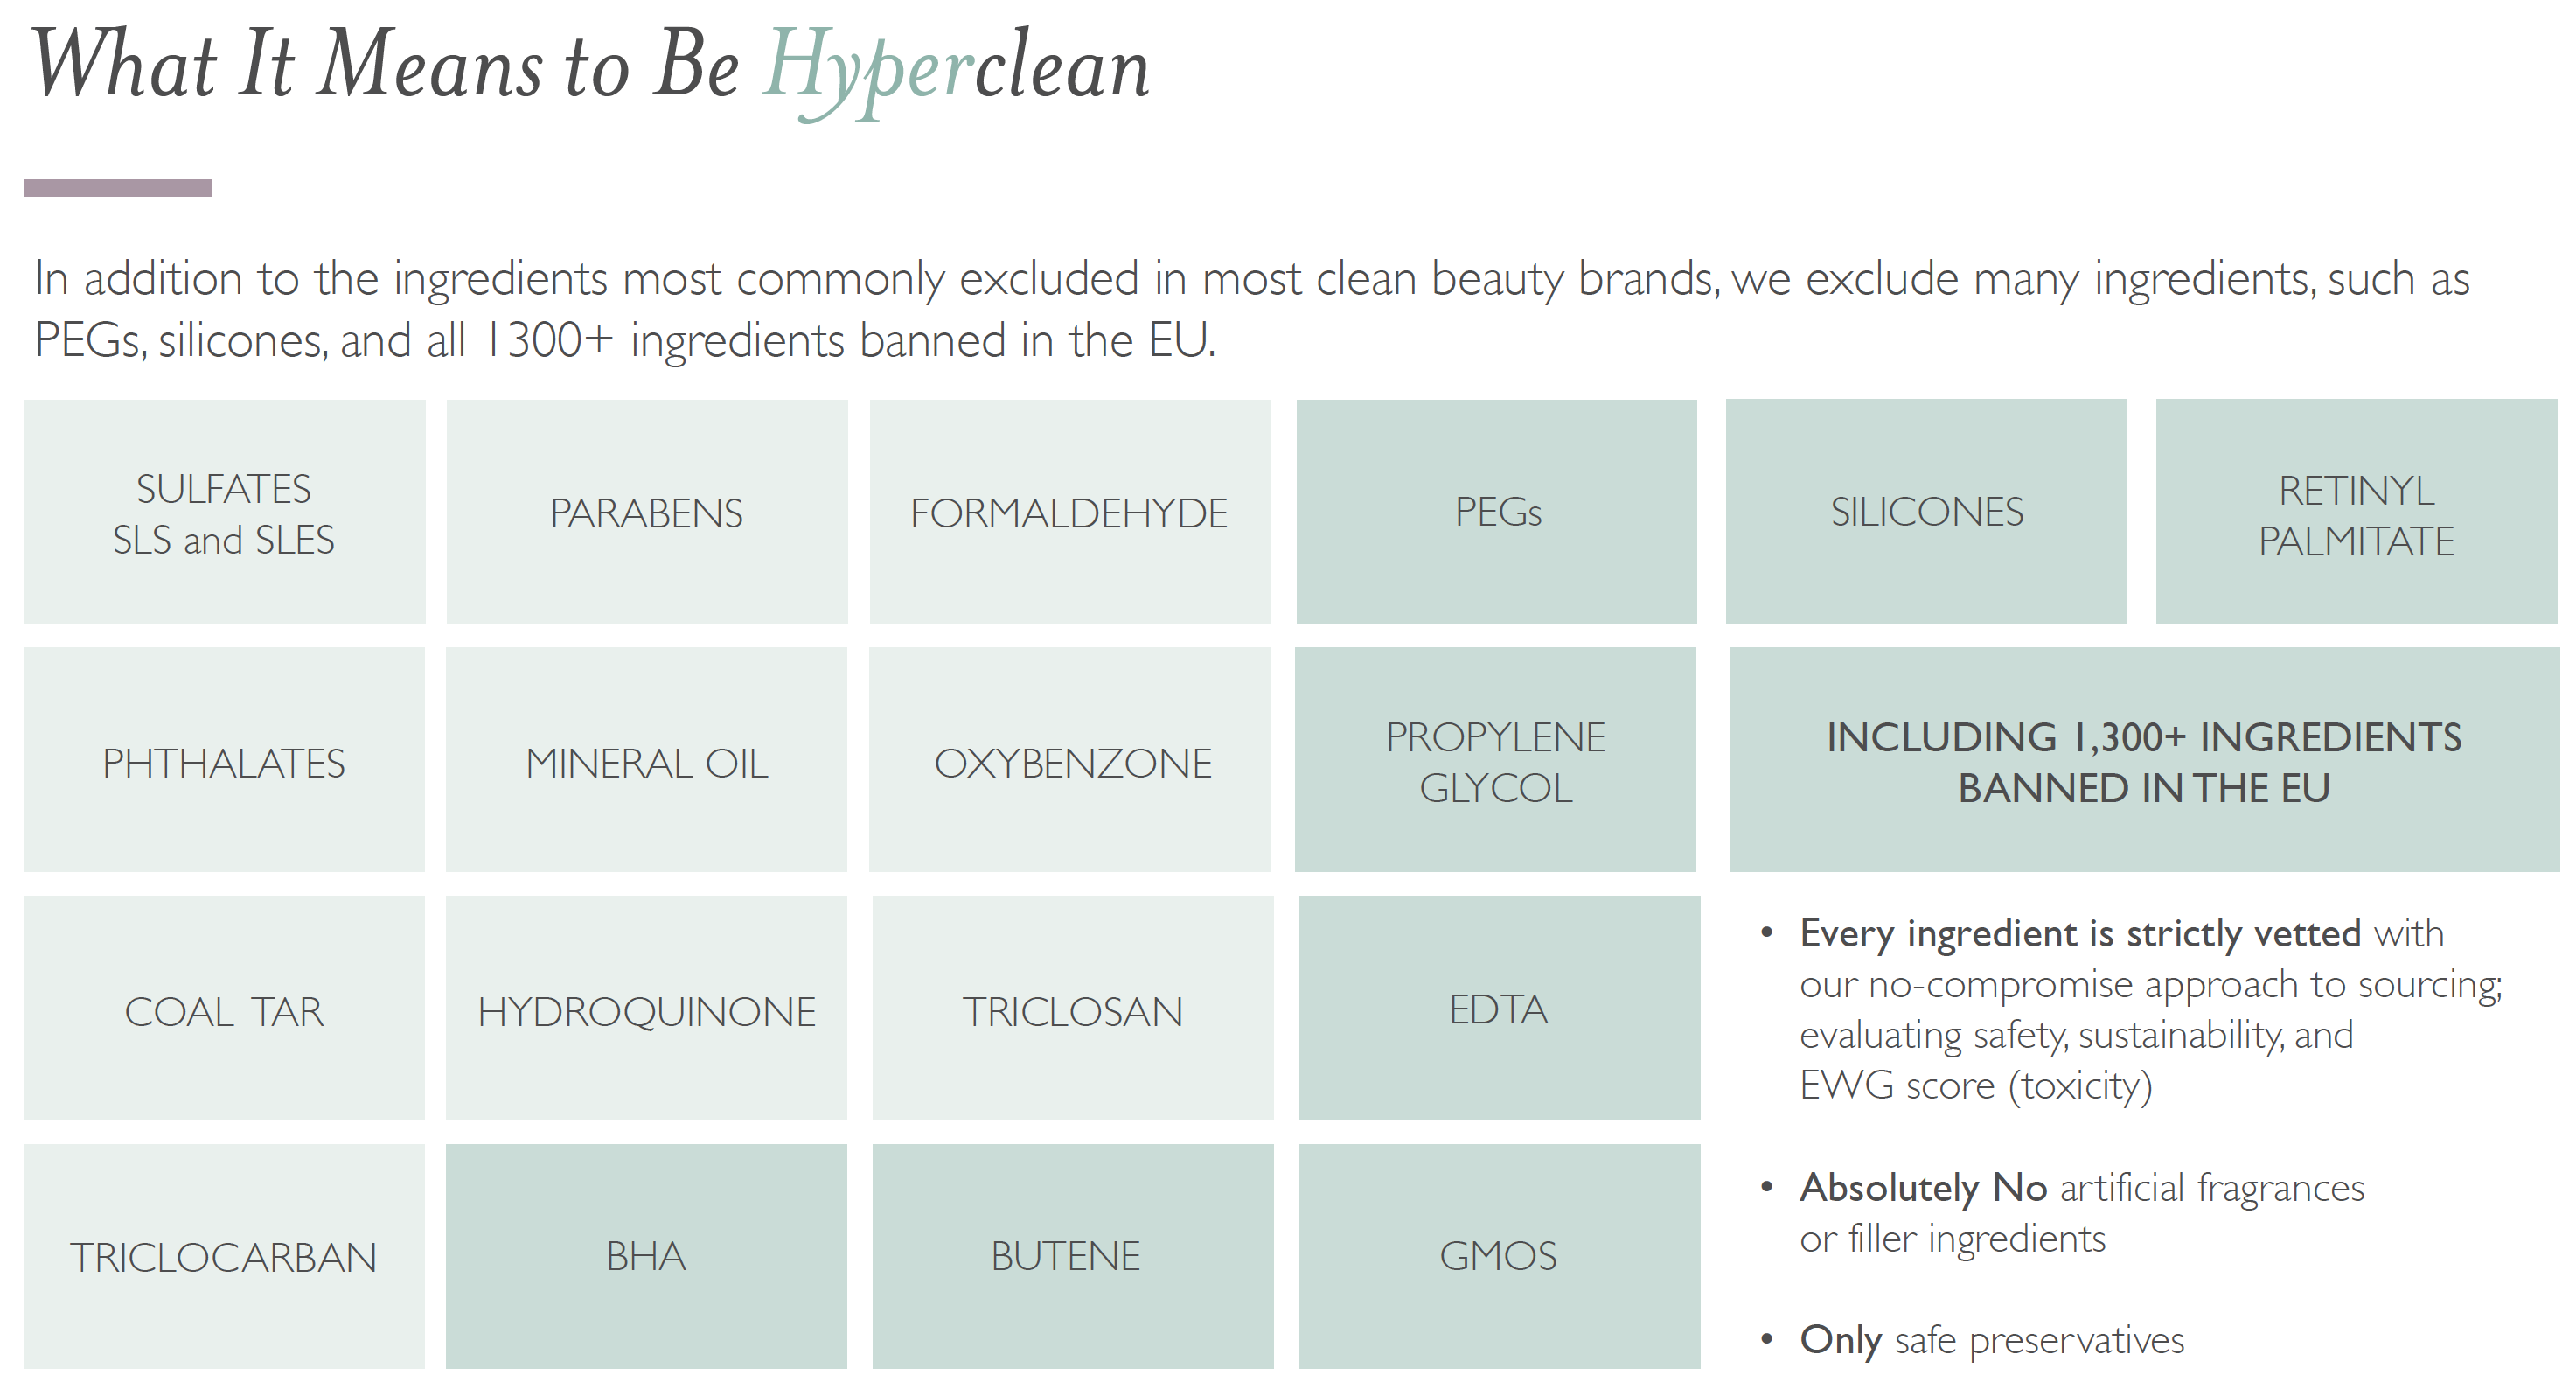 What It Means to Be Hyperclean
In addition to the ingredients most commonly excluded in most clean beauty brands, we exclude many ingredients, such as
PEGs, silicones, and all 1300+ ingredients banned in the EU.
SULFATES
SLS and SLES
PARABENS
FORMALDEHYDE
PEGs
SILICONES
RETINYL
PALMITATE
PHTHALATES
MINERAL OIL
OXYBENZONE
PROPYLENE
GLYCOL
INCLUDING 1,300+ INGREDIENTS
BANNED IN THE EU
COAL TAR
HYDROQUINONE
TRICLOSAN
EDTA
TRICLOCARBAN
BHA
BUTENE
GMOS
• Every ingredient is strictly vetted with
our no-compromise approach to sourcing;
evaluating safety, sustainability, and
EWG score (toxicity)
• Absolutely No artificial fragrances
or filler ingredients
• Only safe preservatives